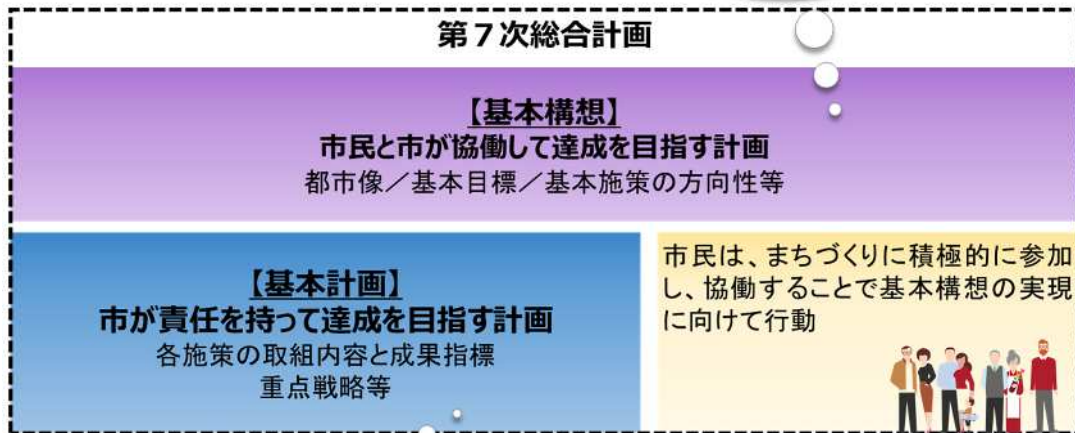 第７次総合計画
【基本構想】
市民と市が協働して達成を目指す計画
都市像／基本目標／基本施策の方向性等
【基本計画】
市が責任を持って達成を目指す計画
各施策の取組内容と成果指標
重点戦略等
市民は、まちづくりに積極的に参加
し、協働することで基本構想の実現
に向けて行動